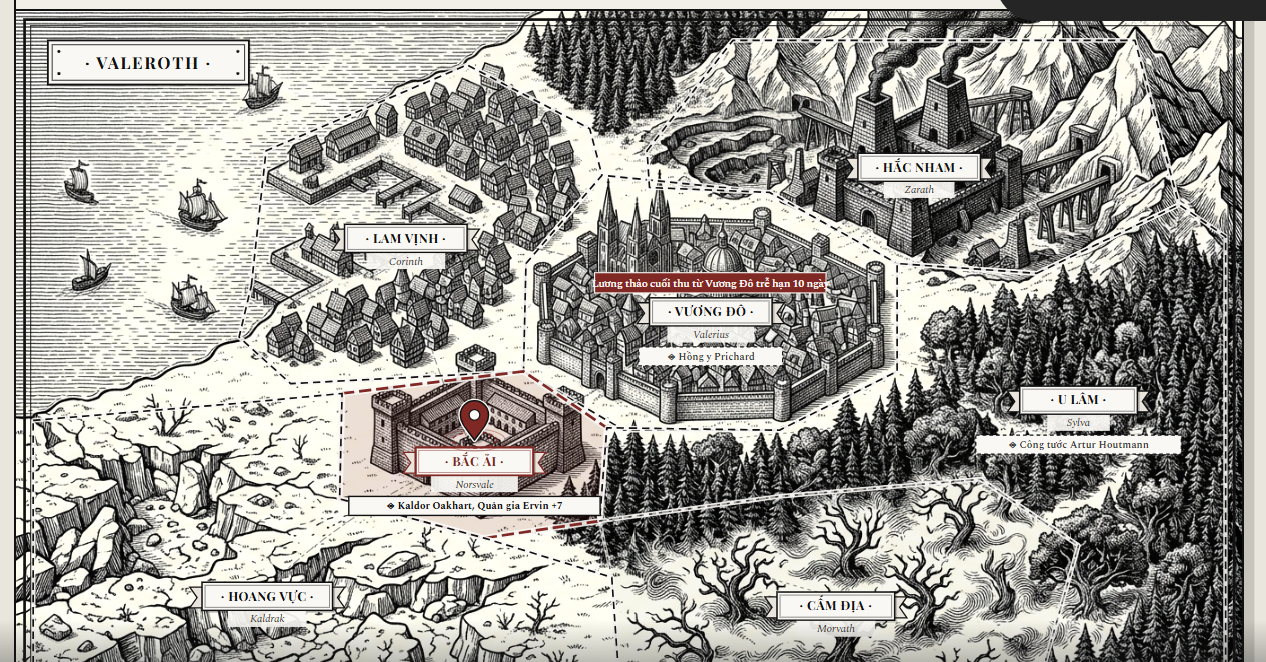 · VALEROTH ·
· HẮC NHAM ·
Zarath
· LAM VỊNH ·
Corinth
Lương thảo cuối thu từ Vương Đô trễ hạn 10 ngày
· VƯƠNG ĐÔ ·
Valerius
Hồng y Prichard
· U LÂM ·
Sylva
Công tước Artur Houtmann
· BẮC ẢI ·
Norsvale
Kaldor Oakhart, Quản gia Ervin +7
· HOANG VỰC ·
Kaldrak
· CẤM ĐỊA ·
Morvath